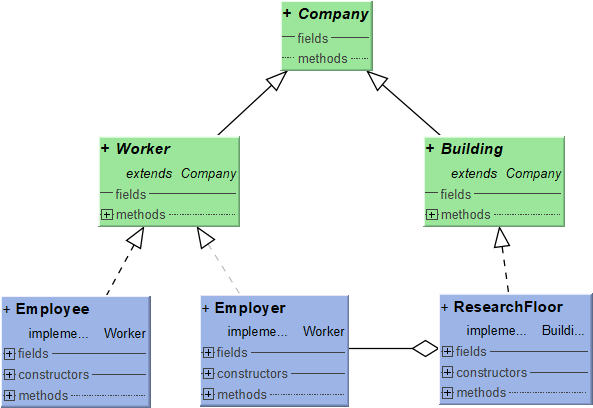 + Company
fields
methods
+ Worker
extends Company
fields
+ methods
+ Building
extends Company
fields
+ methods
+ Employee
impleme... Worker
+ fields
+ constructors
+ methods
+ Employer
impleme... Worker
+ fields
+ constructors
+ methods
+ ResearchFloor
impleme... Buildi...
+ fields
+ constructors
+ methods